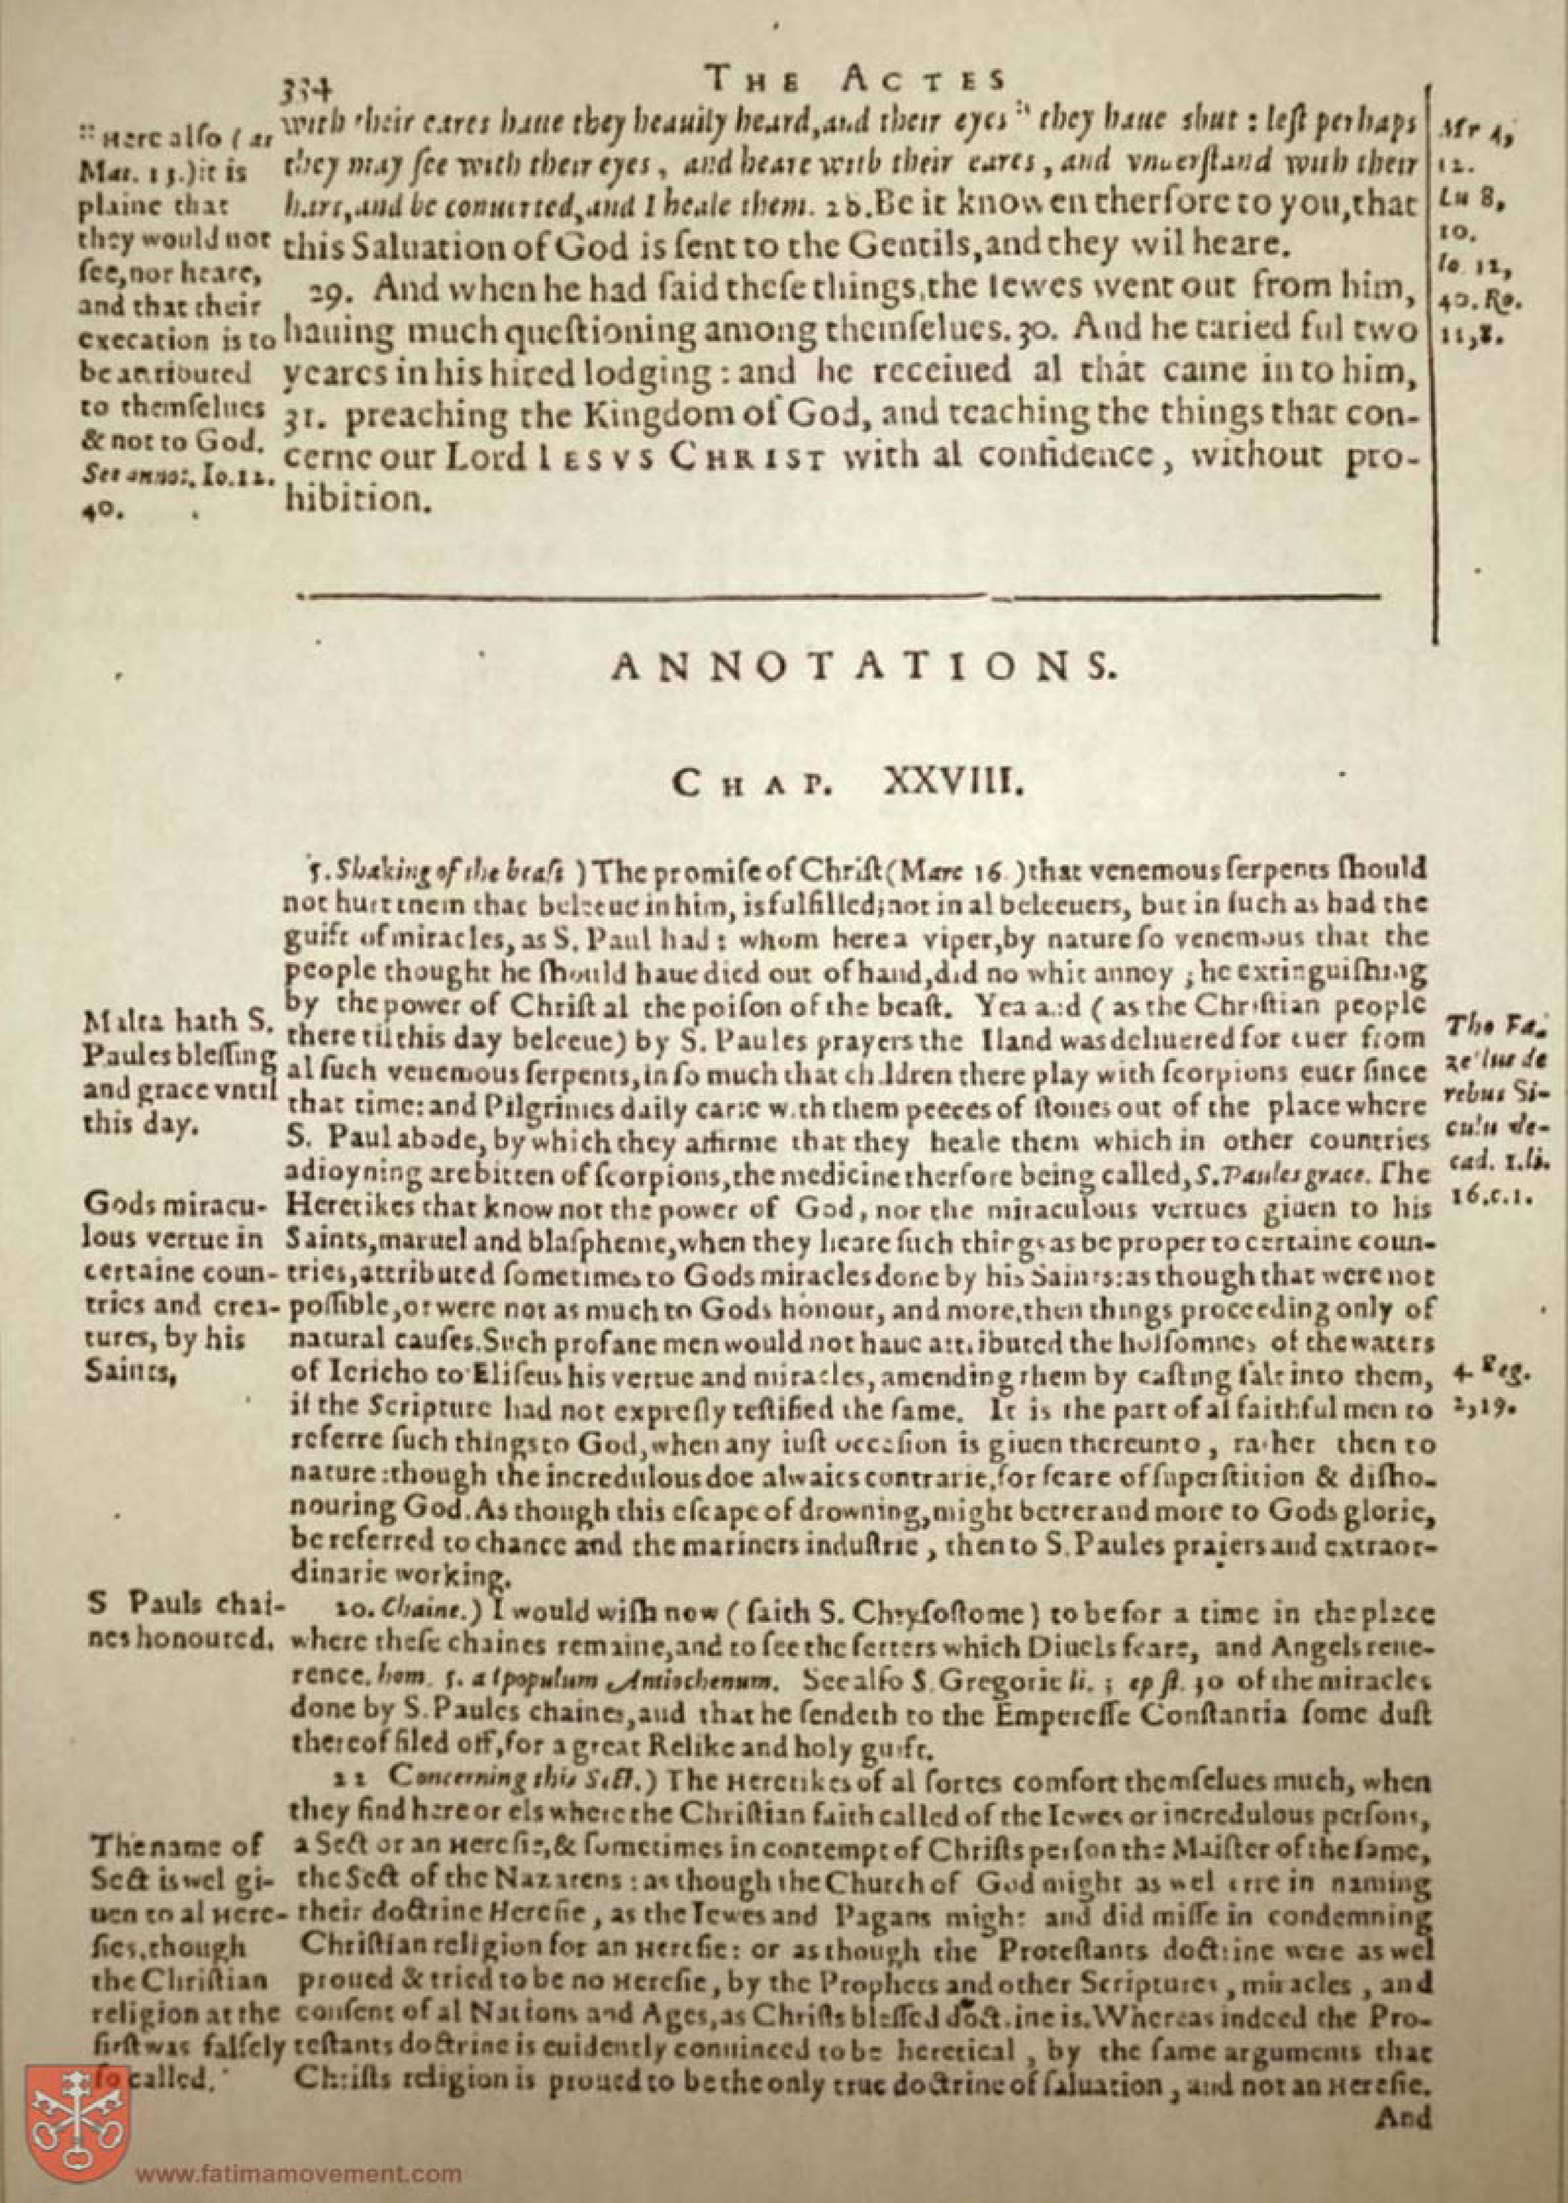 334
THE ACTES
with their eares haue they heauily heard, and their eyes " they haue shut : lest perhaps
they may ſee with their eyes, and heare with their eares, and vnderſtand with their
hart, and be conuerted, and I heale them. 28. Be it knowen therfore to you, that
this Saluation of God is ſent to the Gentils, and they wil heare.
29. And when he had ſaid theſe things, the Iewes went out from him,
hauing much queſtioning among themſelues. 30. And he taried ful two
yeares in his hired lodging : and he receiued al that came in to him,
31. preaching the Kingdom of God, and teaching the things that con-
cerne our Lord IESVS CHRIST with al confidence, without pro-
hibition.
:: Here alſo (as
Mat. 13.) it is
plaine that
they would not
ſee, nor heare,
and that their
execation is to
be attributed
to themſelues
& not to God.
See annot. Io. 12.
40.
Mr 4,
12.
Lu 8,
10.
Io 12,
40. Ro.
11,8.
ANNOTATIONS.
CHAP. XXVIII.
5. Shaking of the beaſt ) The promiſe of Chriſt (Marc 16.) that venemous ſerpents ſhould
not hurt them that beleeue in him, is fulfilled; not in al beleeuers, but in ſuch as had the
guift of miracles, as S. Paul had : whom here a viper, by nature ſo venemous that the
people thought he ſhould haue died out of hand, did no whit annoy ; he extinguiſhing
by the power of Chriſt al the poiſon of the beaſt. Yea and ( as the Chriſtian people
there til this day beleeue) by S. Paules prayers the Iland was deliuered for euer from
al ſuch venemous ſerpents, in ſo much that children there play with ſcorpions euer ſince
that time: and Pilgrimes daily carie with them peeces of ſtones out of the place where
S. Paul abode, by which they affirme that they heale them which in other countries
adioyning are bitten of ſcorpions, the medicine therfore being called, S. Paules grace. The
Heretikes that know not the power of God, nor the miraculous vertues giuen to his
Saints, maruel and blaſpheme, when they heare ſuch things as be proper to certaine coun-
tries, attributed ſometimes to Gods miracles done by his Saints: as though that were not
poſſible, or were not as much to Gods honour, and more, then things proceeding only of
natural cauſes. Such profane men would not haue attributed the holſomnes of the waters
of Iericho to Eliſeus his vertue and miracles, amending them by caſting ſalt into them,
if the Scripture had not expreſly teſtified the ſame. It is the part of al faithful men to
referre ſuch things to God, when any iuſt occaſion is giuen thereunto, rather then to
nature: though the incredulous doe alwaies contrarie, for feare of ſuperſtition & diſho-
nouring God. As though this eſcape of drowning, might better and more to Gods glorie,
be referred to chance and the mariners induſtrie, then to S. Paules praiers and extraor-
dinarie working.
Malta hath S.
Paules bleſſing
and grace vntil
this day.
Tho Fa-
zellus de
rebus Si-
culis de-
cad. 1. li.
16. c. 1.
Gods miracu-
lous vertue in
certaine coun-
tries and crea-
tures, by his
Saints,
4. Reg.
2,19.
20. Chaine.) I would wiſh now ( ſaith S. Chryſoſtome) to be for a time in the place
where theſe chaines remaine, and to ſee the fetters which Diuels feare, and Angels reue-
rence. hom. 5. ad populum Antiochenum. See alſo S. Gregorie li. 3 epiſt. 30 of the miracles
done by S. Paules chaines, and that he ſendeth to the Empereſſe Conſtantia ſome duſt
thereof filed off, for a great Relike and holy guift.
S Pauls chai-
nes honoured.
22 Concerning this Sect.) The Heretikes of al ſortes comfort themſelues much, when
they find here or els where the Chriſtian faith called of the Iewes or incredulous perſons,
a Sect or an Hereſie, & ſometimes in contempt of Chriſts perſon the Maiſter of the ſame,
the Sect of the Nazarens : as though the Church of God might as wel erre in naming
their doctrine Hereſie, as the Iewes and Pagans might and did miſſe in condemning
Chriſtian religion for an Hereſie: or as though the Proteſtants doctrine were as wel
proued & tried to be no Hereſie, by the Prophets and other Scriptures, miracles, and
conſent of al Nations and Ages, as Chriſts bleſſed doctrine is. Whereas indeed the Pro-
teſtants doctrine is euidently conuinced to be heretical, by the ſame arguments that
Chriſts religion is proued to be the only true doctrine of ſaluation, and not an Hereſie.
The name of
Sect is wel gi-
uen to al Here-
ſies, though
the Chriſtian
religion at the
firſt was falſely
ſo called.
And
www.fatimamovement.com